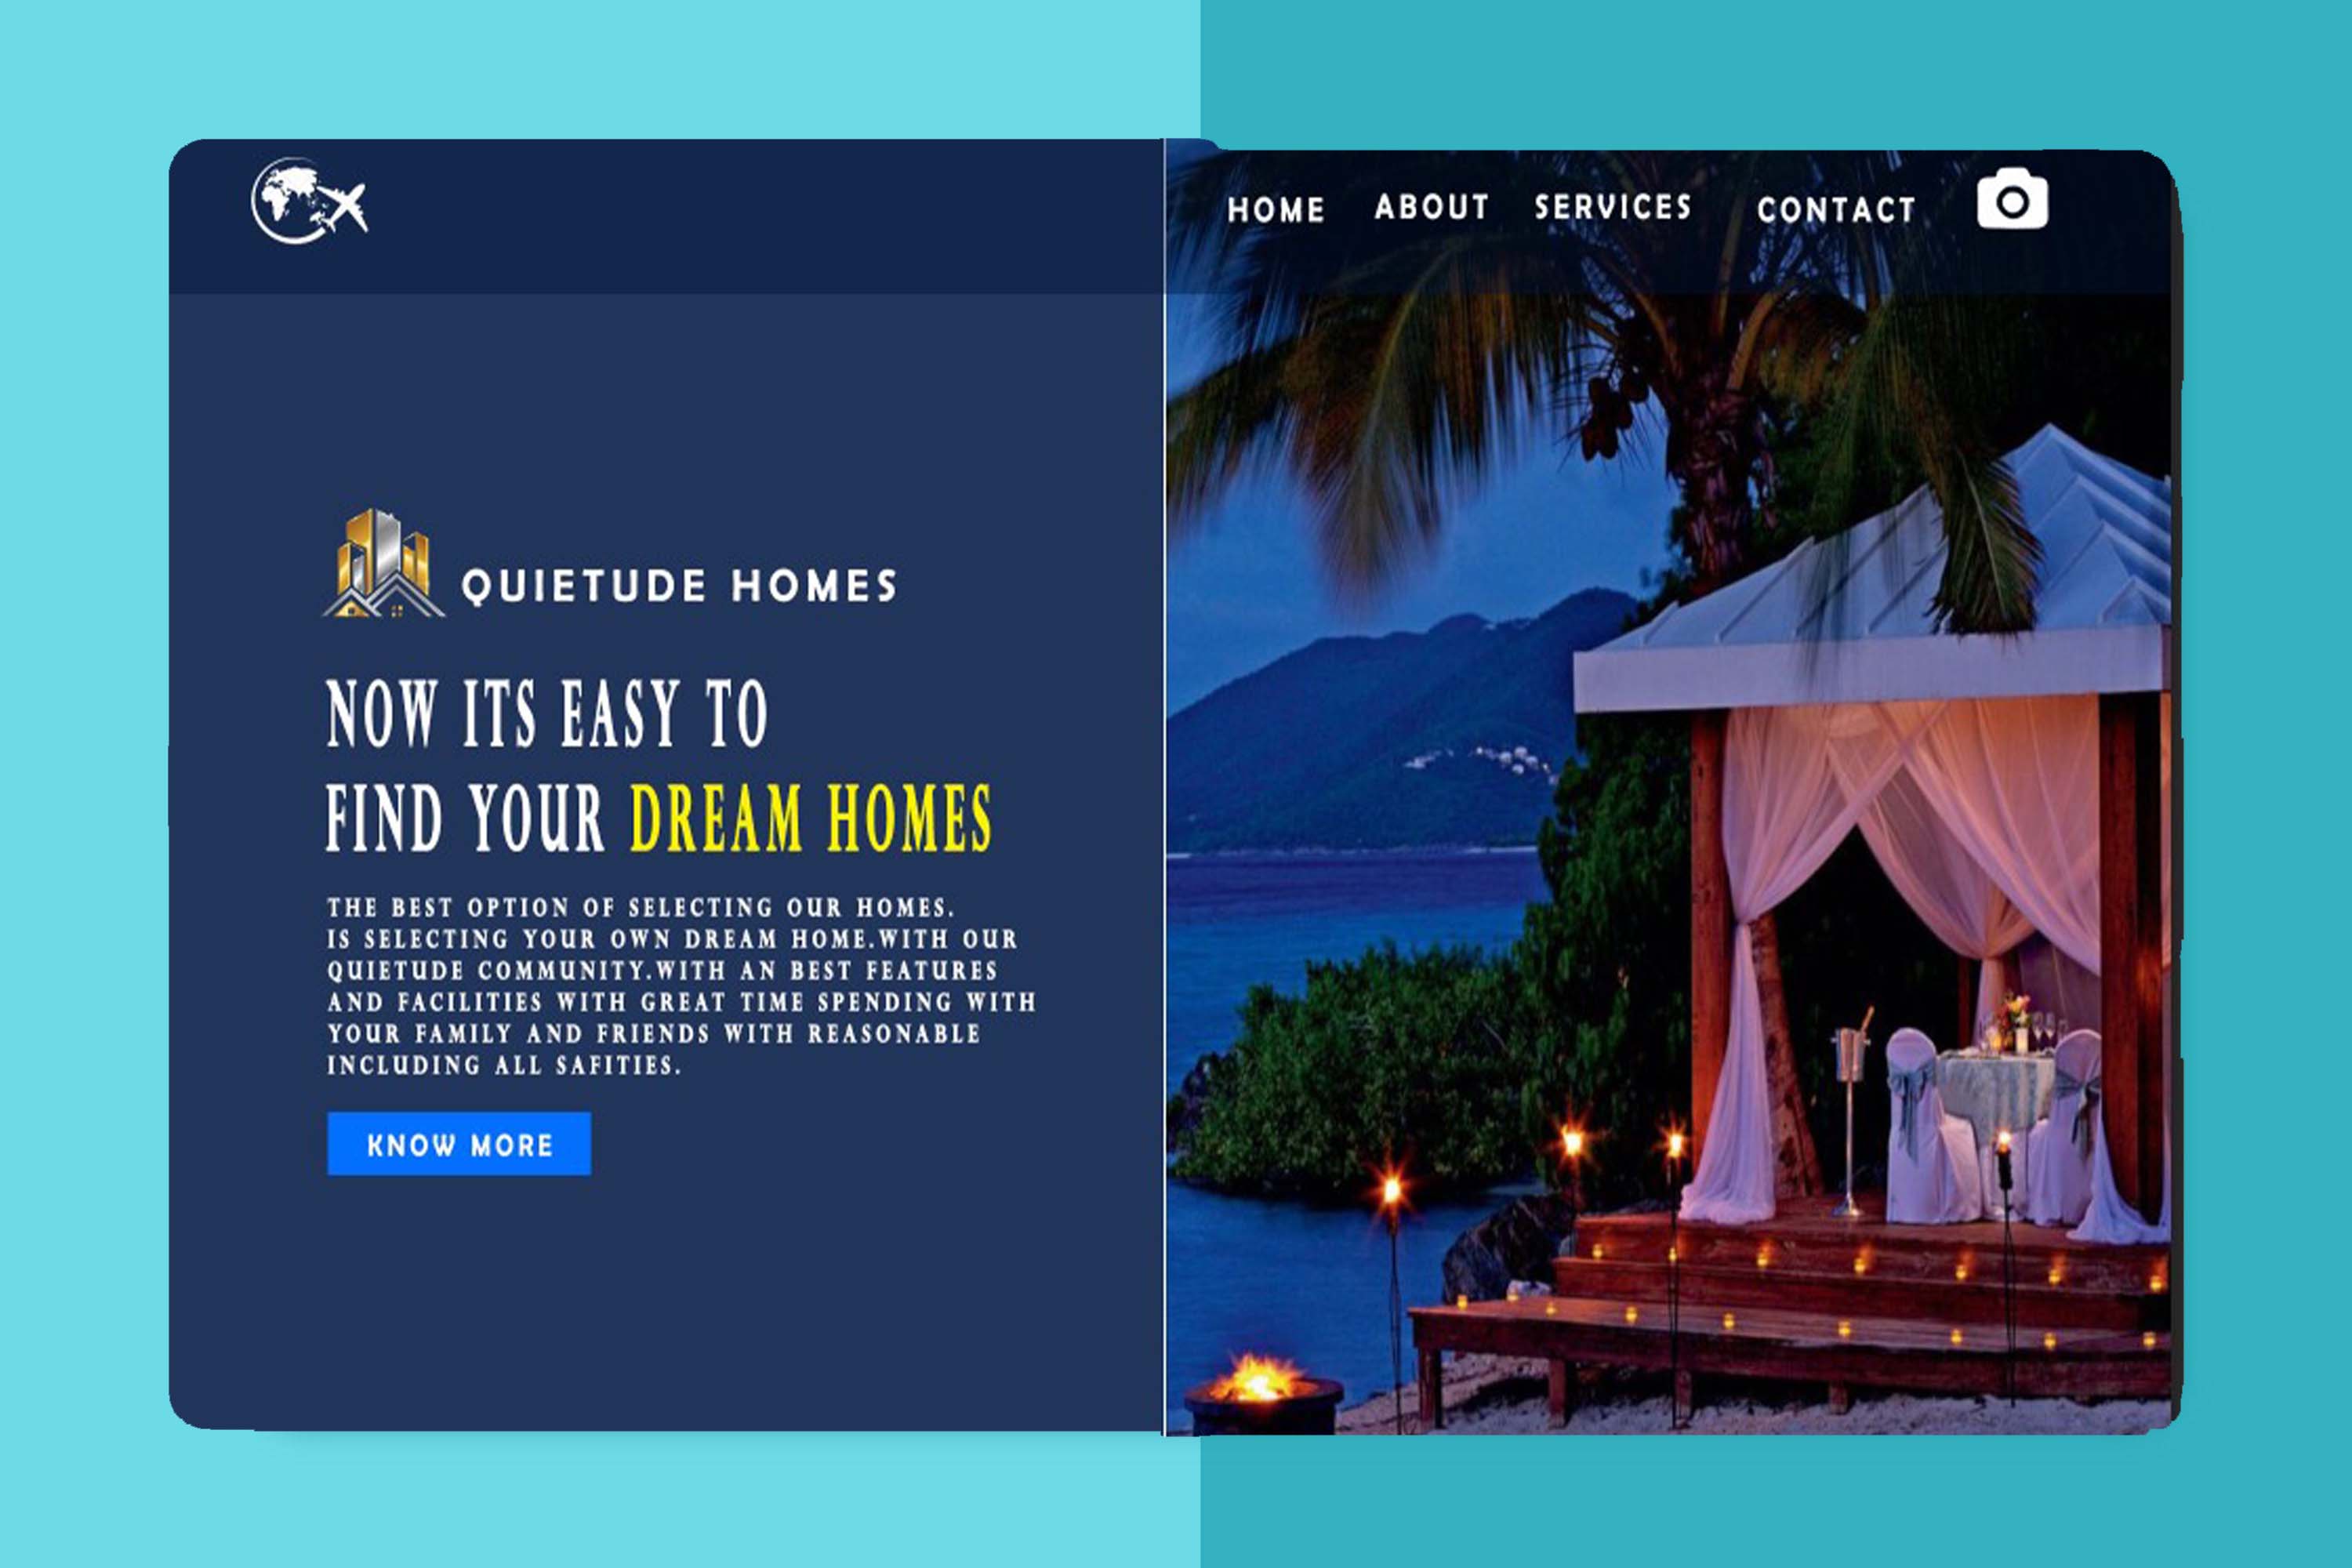 HOME ABOUT SERVICES CONTACT
QUIETUDE HOMES
NOW ITS EASY TO
FIND YOUR DREAM HOMES
THE BEST OPTION OF SELECTING OUR HOMES.
IS SELECTING YOUR OWN DREAM HOME.WITH OUR
QUIETUDE COMMUNITY.WITH AN BEST FEATURES
AND FACILITIES WITH GREAT TIME SPENDING WITH
YOUR FAMILY AND FRIENDS WITH REASONABLE
INCLUDING ALL SAFITIES.
KNOW MORE